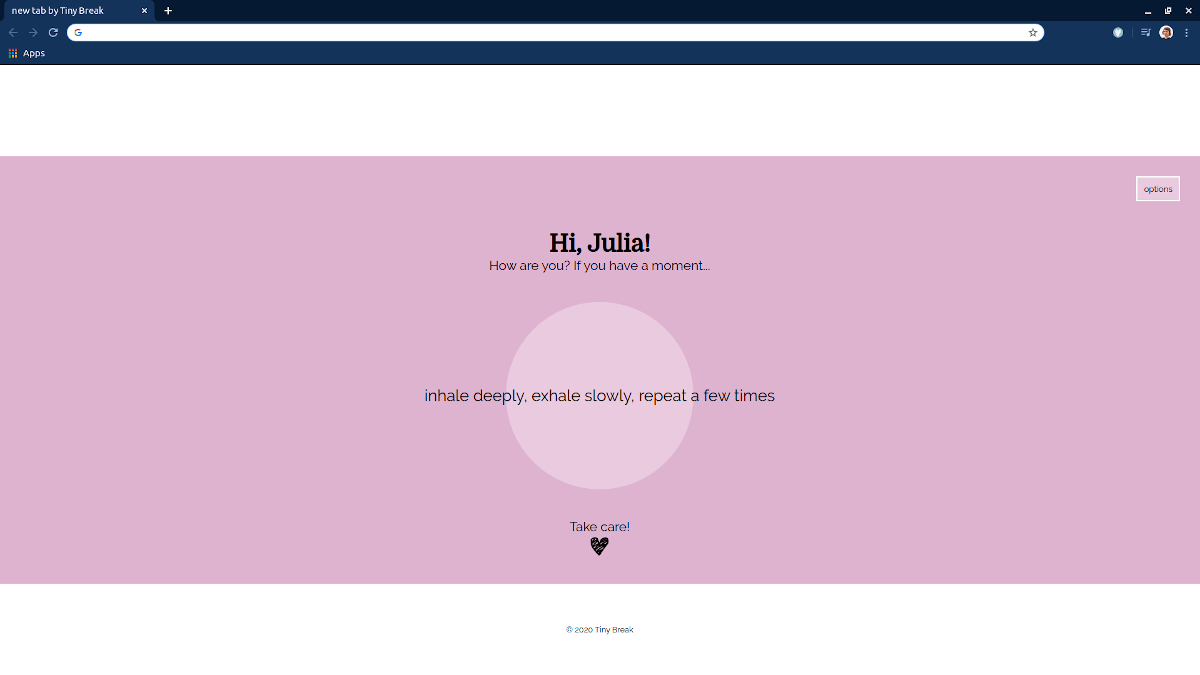 new tab by Tiny Break
Apps
options
Hi, Julia!
How are you? If you have a moment...
inhale deeply, exhale slowly, repeat a few times
Take care!
© 2020 Tiny Break